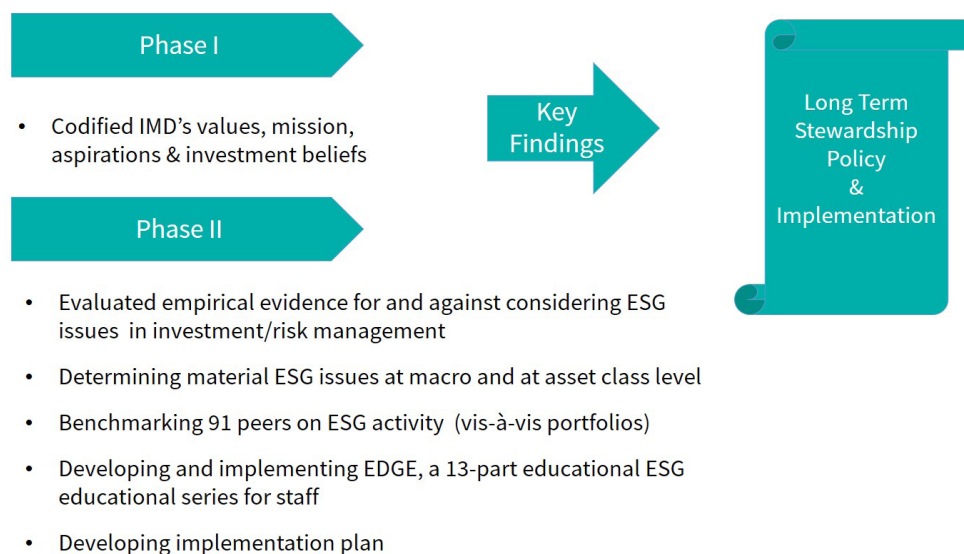 Phase I
• Codified IMD's values, mission,
aspirations & investment beliefs
Key
Findings
Long Term
Stewardship
Policy
&
Implementation
Phase II
• Evaluated empirical evidence for and against considering ESG
issues in investment/risk management
• Determining material ESG issues at macro and at asset class level
• Benchmarking 91 peers on ESG activity (vis-à-vis portfolios)
• Developing and implementing EDGE, a 13-part educational ESG
educational series for staff
• Developing implementation plan